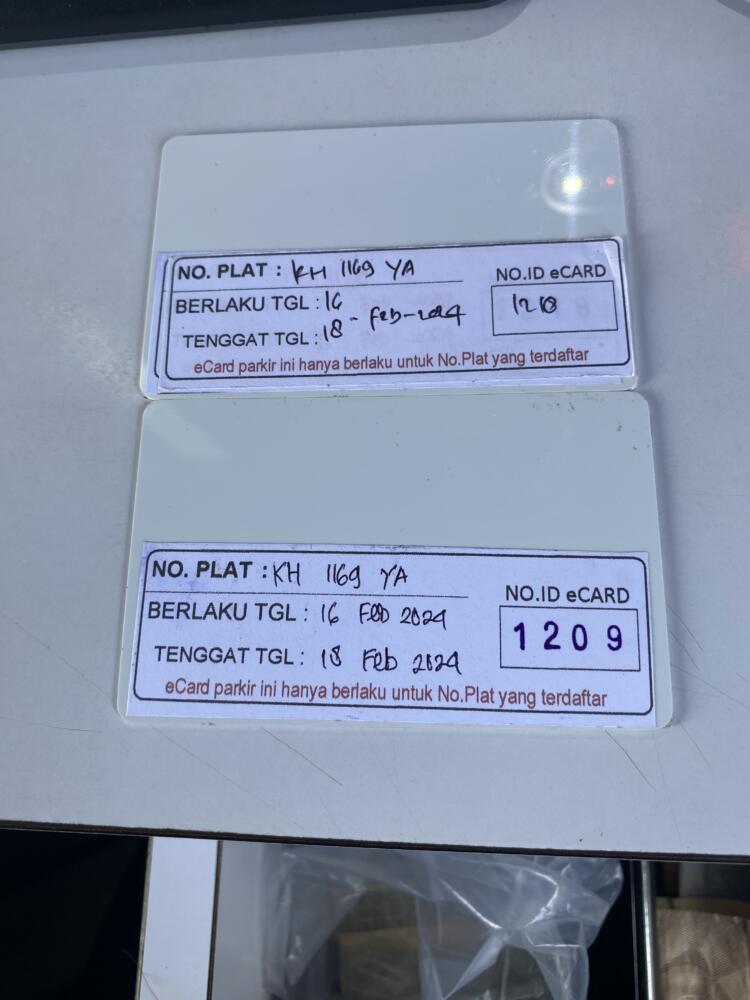 NO. PLAT : KH 1169 YA
NO.ID eCARD
BERLAKU TGL : 16
TENGGAT TGL : 18 - Feb-2024
eCard parkir ini hanya berlaku untuk No.Plat yang terdaftar
NO. PLAT : KH 1169 YA
NO.ID eCARD
BERLAKU TGL : 16 Feb 2024
1209
TENGGAT TGL : 18 Feb 2024
eCard parkir ini hanya berlaku untuk No.Plat yang terdaftar